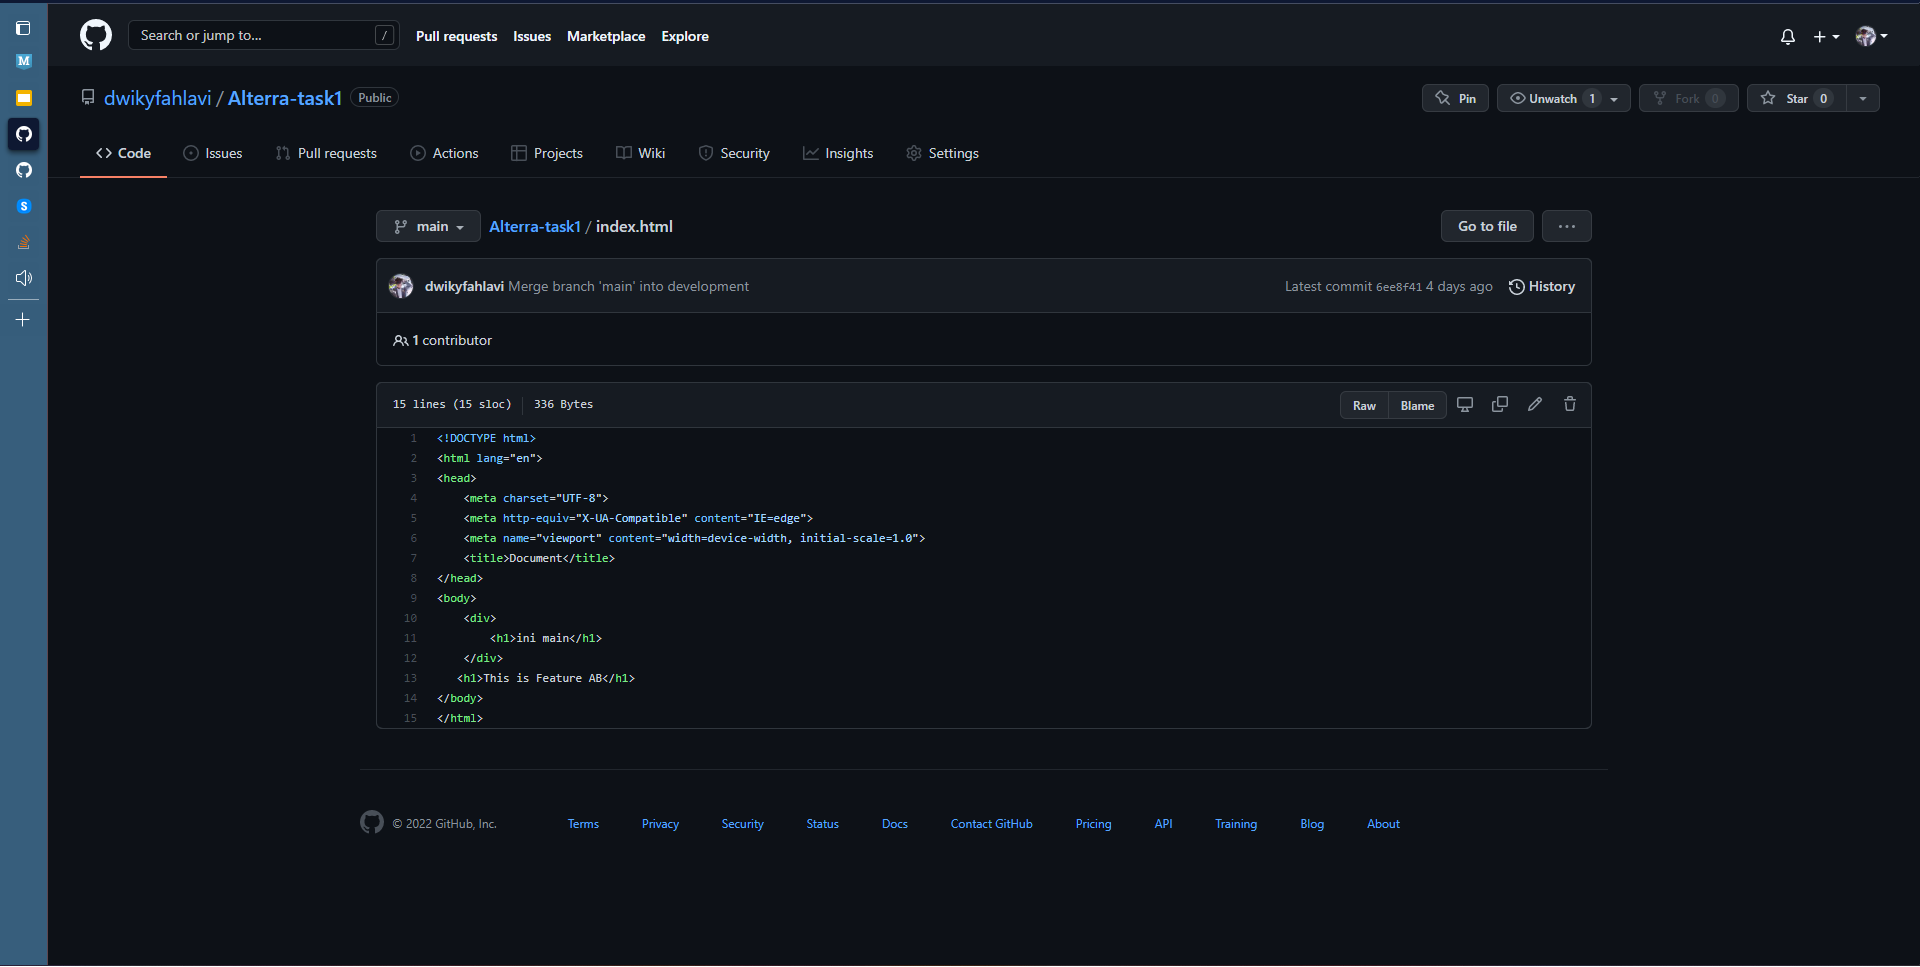 M
S
Search or jump to... /
Pull requests Issues Marketplace Explore
dwikyfahlavi / Alterra-task1 Public
Pin Unwatch 1 Fork 0 Star 0
Code Issues Pull requests Actions Projects Wiki Security Insights Settings
main Alterra-task1 / index.html Go to file ...
dwikyfahlavi Merge branch 'main' into development Latest commit 6ee8f41 4 days ago History
1 contributor
15 lines (15 sloc) 336 Bytes Raw Blame
1 <!DOCTYPE html>
2 <html lang="en">
3 <head>
4     <meta charset="UTF-8">
5     <meta http-equiv="X-UA-Compatible" content="IE=edge">
6     <meta name="viewport" content="width=device-width, initial-scale=1.0">
7     <title>Document</title>
8 </head>
9 <body>
10     <div>
11         <h1>ini main</h1>
12     </div>
13    <h1>This is Feature AB</h1>
14 </body>
15 </html>
© 2022 GitHub, Inc. Terms Privacy Security Status Docs Contact GitHub Pricing API Training Blog About